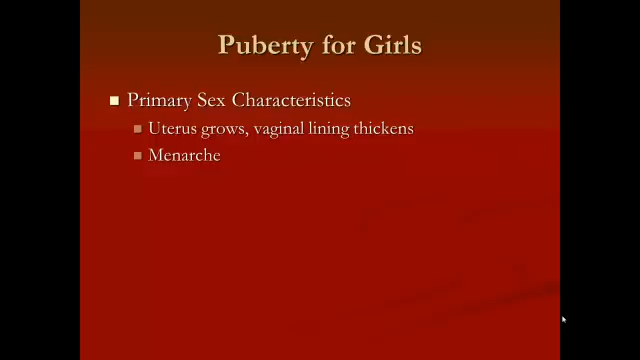 Puberty for Girls
Primary Sex Characteristics
Uterus grows, vaginal lining thickens
Menarche